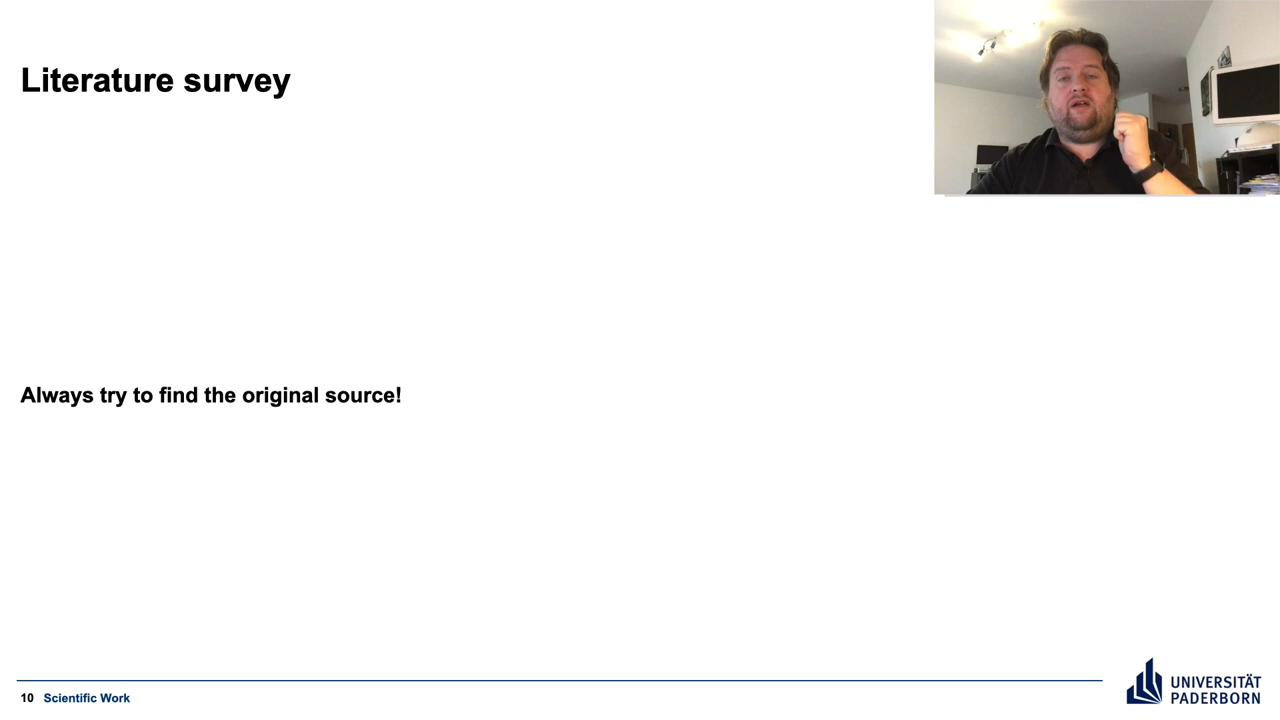 Literature survey
Always try to find the original source!
10 Scientific Work
UNIVERSITÄT
PADERBORN